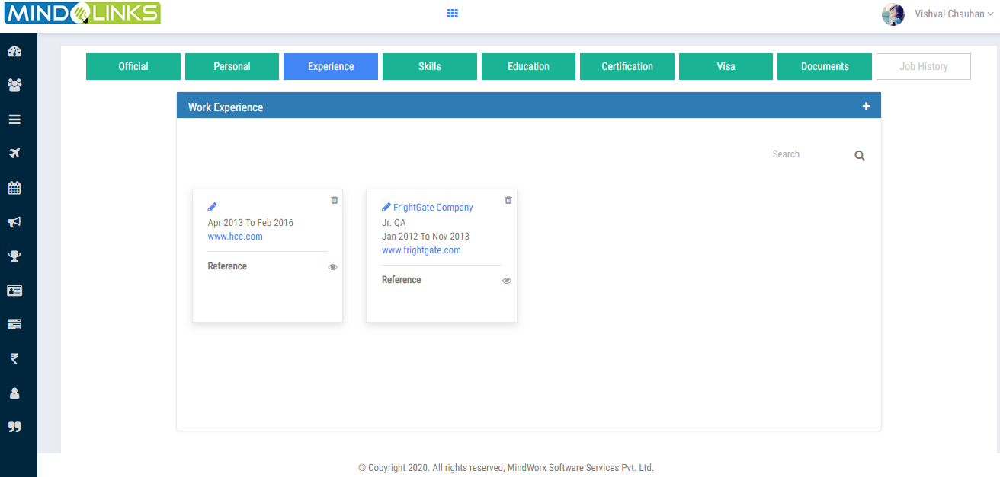 MINDLINKS
Vishval Chauhan
Official
Personal
Experience
Skills
Education
Certification
Visa
Documents
Job History
Work Experience
Search
Apr 2013 To Feb 2016
www.hcc.com
Reference
FrightGate Company
Jr. QA
Jan 2012 To Nov 2013
www.frightgate.com
Reference
© Copyright 2020. All rights reserved, MindWorx Software Services Pvt. Ltd.